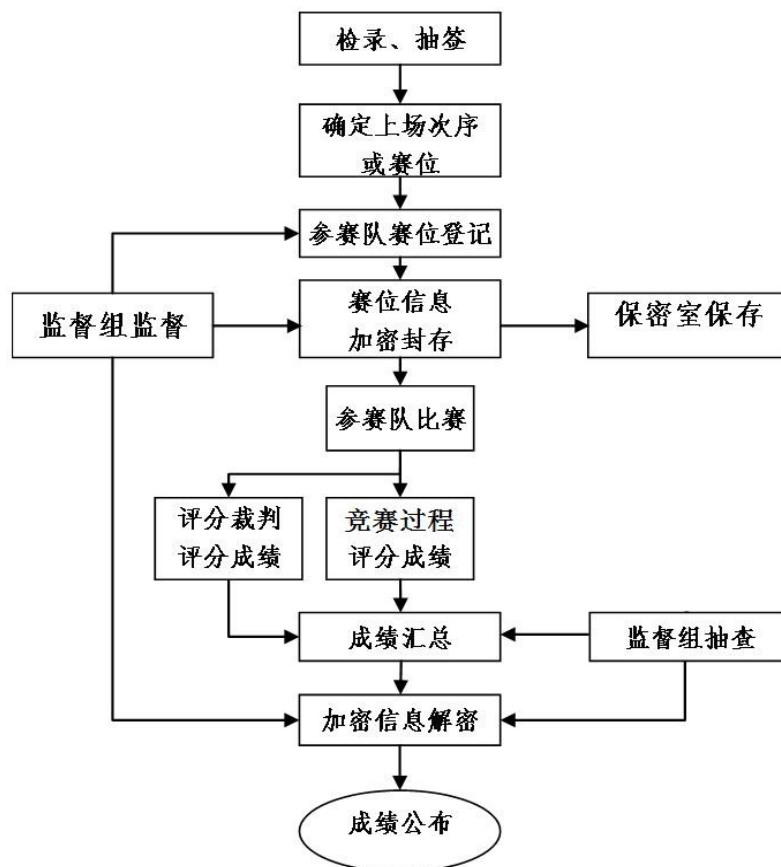 检录、抽签
确定上场次序
或赛位
参赛队赛位登记
监督组监督
赛位信息
加密封存
保密室保存
参赛队比赛
评分裁判
评分成绩
竞赛过程
评分成绩
成绩汇总
监督组抽查
加密信息解密
成绩公布